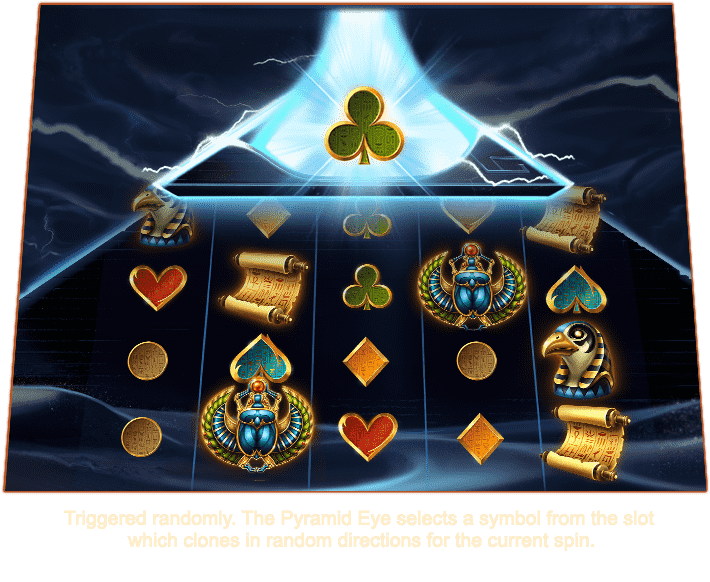 Triggered randomly. The Pyramid Eye selects a symbol from the slot
which clones in random directions for the current spin.